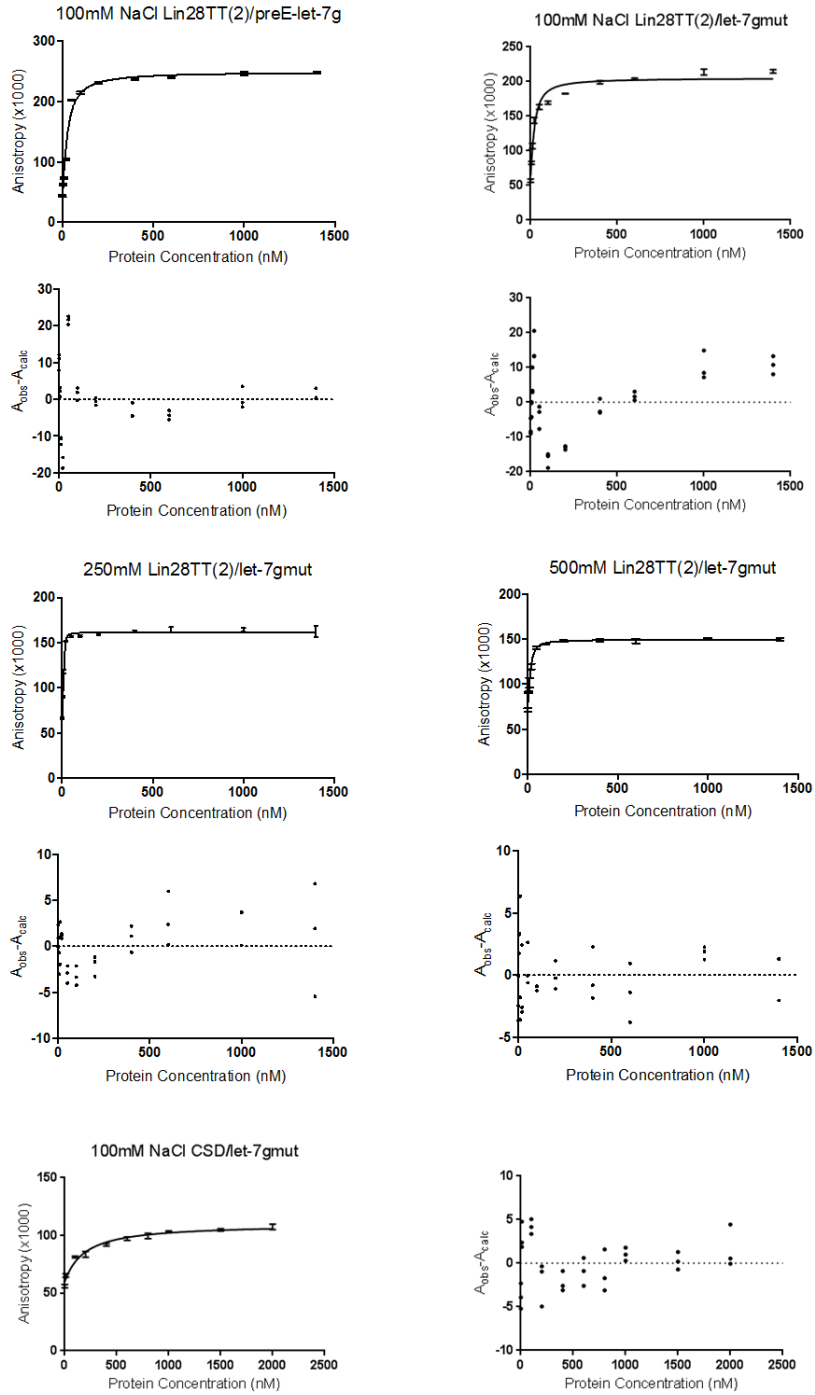 100mM NaCl Lin28TT(2)/preE-let-7g
Anisotropy (x1000)
300
200
100
0
0 500 1000 1500
Protein Concentration (nM)
100mM NaCl Lin28TT(2)/let-7gmut
Anisotropy (x1000)
250
200
150
100
50
0
0 500 1000 1500
Protein Concentration (nM)
Aobs-Acalc
30
20
10
0
-10
-20
0 500 1000 1500
Protein Concentration (nM)
Aobs-Acalc
30
20
10
0
-10
-20
0 500 1000 1500
Protein Concentration (nM)
250mM Lin28TT(2)/let-7gmut
Anisotropy (x1000)
200
150
100
50
0
0 500 1000 1500
Protein Concentration (nM)
500mM Lin28TT(2)/let-7gmut
Anisotropy (x1000)
200
150
100
50
0
0 500 1000 1500
Protein Concentration (nM)
Aobs-Acalc
10
5
0
-5
-10
0 500 1000 1500
Protein Concentration (nM)
Aobs-Acalc
10
5
0
-5
0 500 1000 1500
Protein Concentration (nM)
100mM NaCl CSD/let-7gmut
Anisotropy (x1000)
150
100
50
0
0 500 1000 1500 2000 2500
Protein Concentration (nM)
Aobs-Acalc
10
5
0
-5
-10
0 500 1000 1500 2000 2500
Protein Concentration (nM)